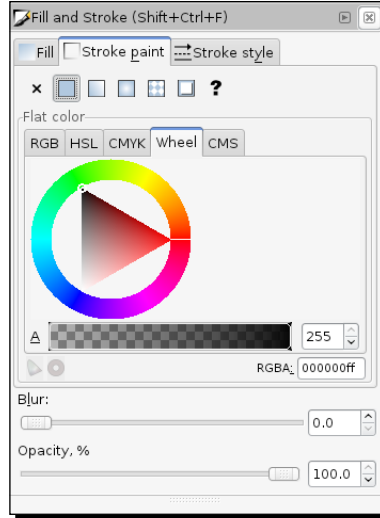 Fill and Stroke (Shift+Ctrl+F)
Fill Stroke paint Stroke style
?
Flat color
RGB HSL CMYK Wheel CMS
A 255
RGBA: 000000ff
Blur:
0.0
Opacity, %
100.0